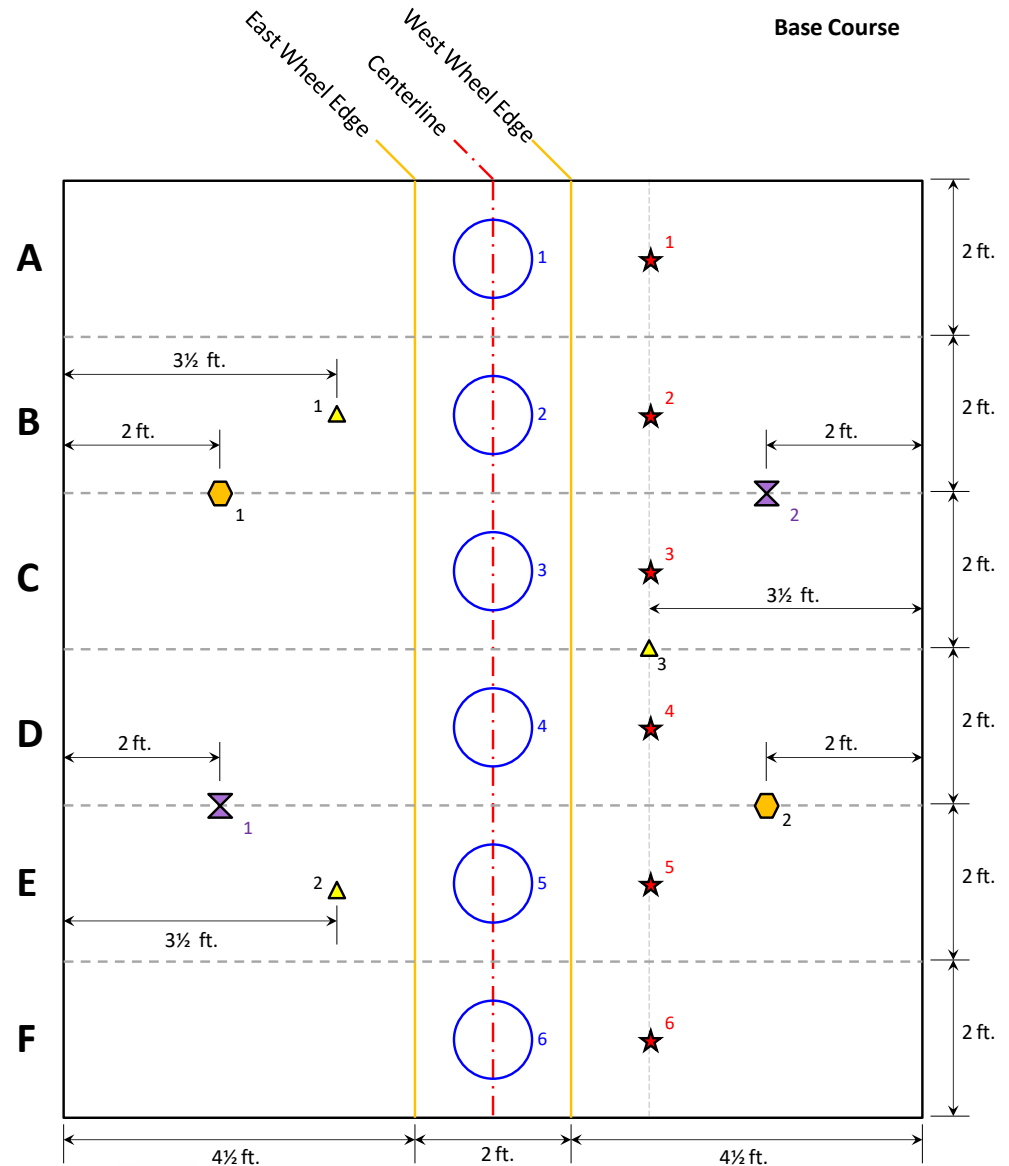 Base Course
East Wheel Edge
Centerline
West Wheel Edge
A
1
1
2 ft.
3½ ft.
B
1
2
2
2 ft.
2 ft.
2 ft.
1
2
C
3
3
2 ft.
3½ ft.
3
D
4
4
2 ft.
2 ft.
2 ft.
1
2
E
2
5
5
2 ft.
3½ ft.
F
6
6
2 ft.
4½ ft.
2 ft.
4½ ft.